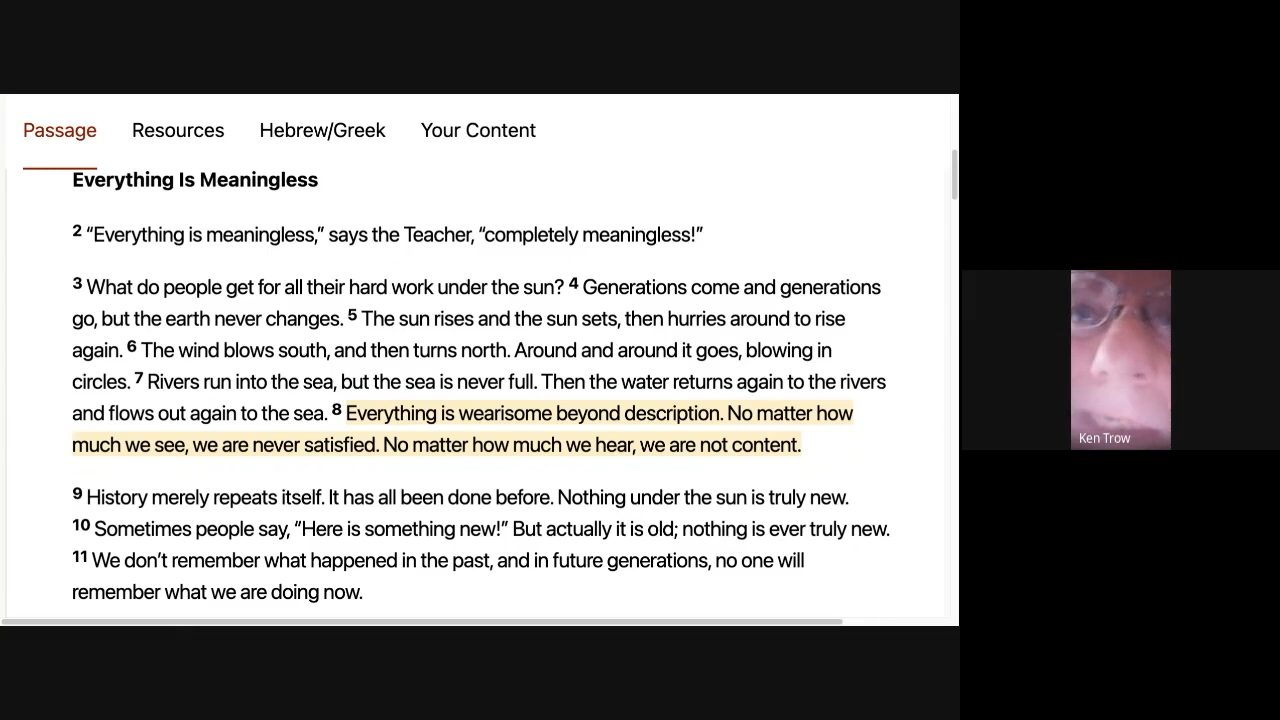 Passage Resources Hebrew/Greek Your Content
Everything Is Meaningless
2 “Everything is meaningless,” says the Teacher, “completely meaningless!”
3 What do people get for all their hard work under the sun? 4 Generations come and generations
go, but the earth never changes. 5 The sun rises and the sun sets, then hurries around to rise
again. 6 The wind blows south, and then turns north. Around and around it goes, blowing in
circles. 7 Rivers run into the sea, but the sea is never full. Then the water returns again to the rivers
and flows out again to the sea. 8 Everything is wearisome beyond description. No matter how
much we see, we are never satisfied. No matter how much we hear, we are not content.
9 History merely repeats itself. It has all been done before. Nothing under the sun is truly new.
10 Sometimes people say, “Here is something new!” But actually it is old; nothing is ever truly new.
11 We don’t remember what happened in the past, and in future generations, no one will
remember what we are doing now.
Ken Trow